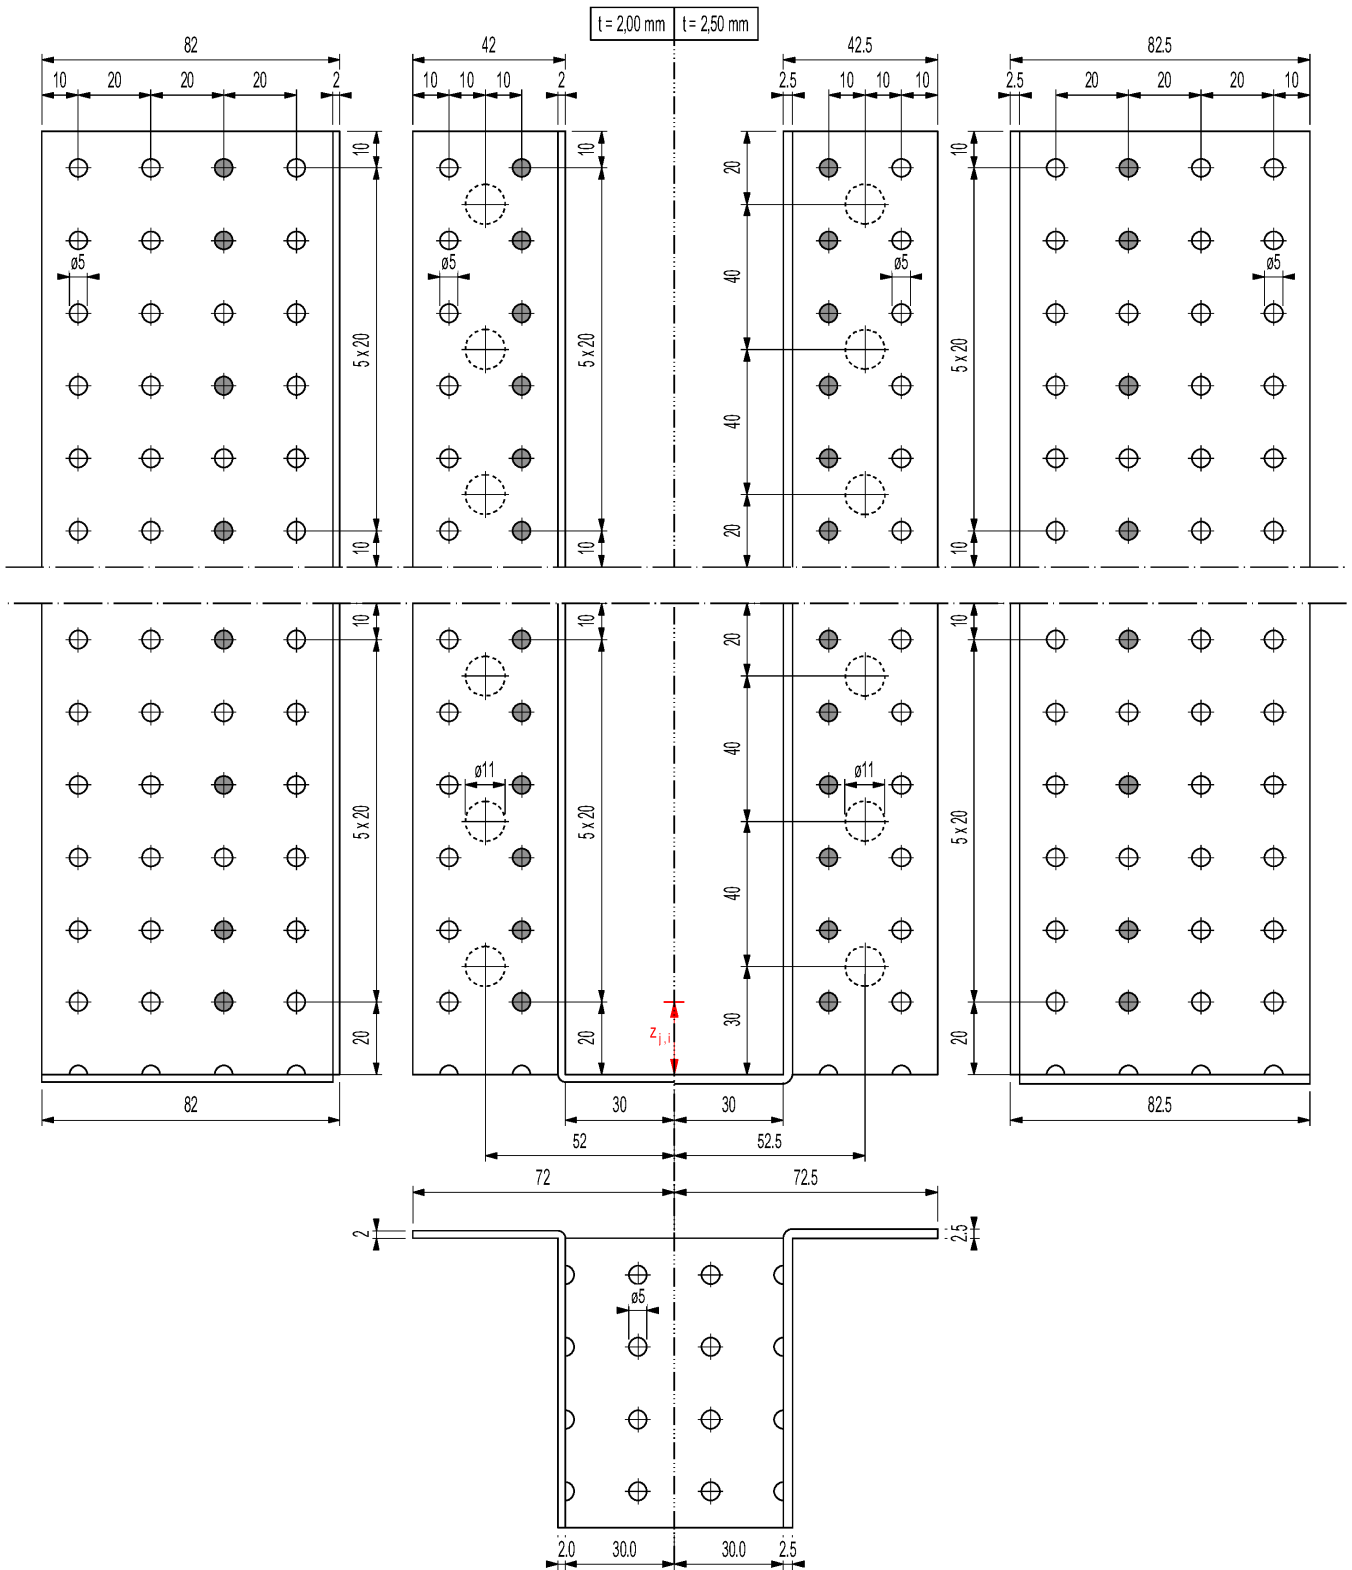 t = 2,00 mm t = 2,50 mm
82 42 42.5 82.5
10 20 20 20 2 10 10 10 2 2.5 10 10 10 2.5 20 20 20 10
10 10 20 10
ø5 ø5 ø5 ø5
40
5 x 20 5 x 20 5 x 20
40
10 10 20 10
10 10 20 10
40
ø11 ø11
5 x 20 5 x 20 5 x 20
40
20 20 z j,i 30 20
82 30 30 82.5
52 52.5
72 72.5
2 2.5
ø5
2.0 30.0 30.0 2.5